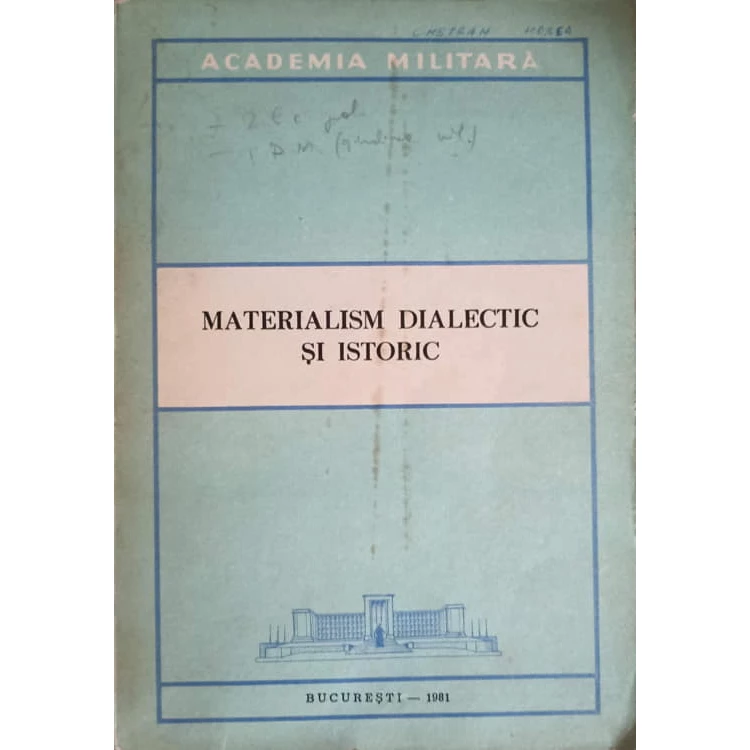 ACADEMIA MILITARĂ
MATERIALISM DIALECTIC
ȘI ISTORIC
BUCUREȘTI — 1981